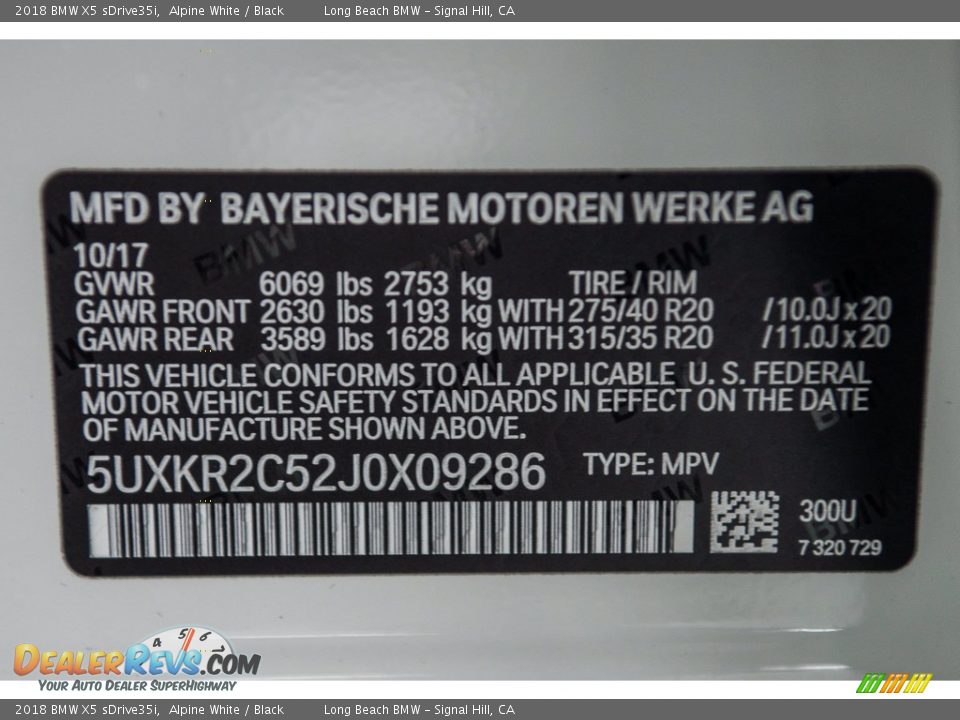 2018 BMW X5 sDrive35i, Alpine White / Black Long Beach BMW - Signal Hill, CA
MFD BY BAYERISCHE MOTOREN WERKE AG
10/17
GVWR 6069 lbs 2753 kg TIRE / RIM
GAWR FRONT 2630 lbs 1193 kg WITH 275/40 R20 /10.0J x 20
GAWR REAR 3589 lbs 1628 kg WITH 315/35 R20 /11.0J x 20
THIS VEHICLE CONFORMS TO ALL APPLICABLE U. S. FEDERAL
MOTOR VEHICLE SAFETY STANDARDS IN EFFECT ON THE DATE
OF MANUFACTURE SHOWN ABOVE.
5UXKR2C52J0X09286 TYPE: MPV
300U
7 320 729
4 5 6
DEALERREVS.COM
YOUR AUTO DEALER SUPERHIGHWAY
2018 BMW X5 sDrive35i, Alpine White / Black Long Beach BMW - Signal Hill, CA